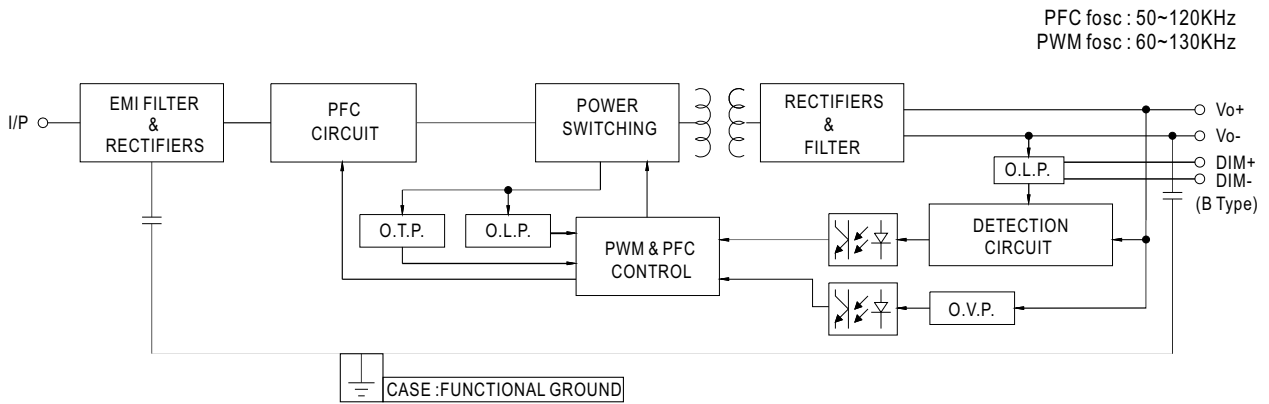 PFC fosc : 50~120KHz
PWM fosc : 60~130KHz
I/P
EMI FILTER
&
RECTIFIERS
PFC
CIRCUIT
POWER
SWITCHING
RECTIFIERS
&
FILTER
Vo+
Vo-
DIM+
DIM-
(B Type)
O.L.P.
O.T.P.
O.L.P.
PWM & PFC
CONTROL
DETECTION
CIRCUIT
O.V.P.
CASE :FUNCTIONAL GROUND